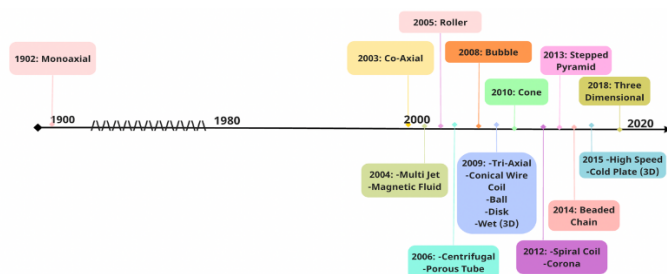 2005: Roller
1902: Monoaxial
2003: Co-Axial
2008: Bubble
2013: Stepped
Pyramid
2010: Cone
2018: Three
Dimensional
1900
1980
2000
2020
2004: -Multi Jet
-Magnetic Fluid
2009: -Tri-Axial
-Conical Wire
Coil
-Ball
-Disk
-Wet (3D)
2015 -High Speed
-Cold Plate (3D)
2014: Beaded
Chain
2006: -Centrifugal
-Porous Tube
2012: -Spiral Coil
-Corona